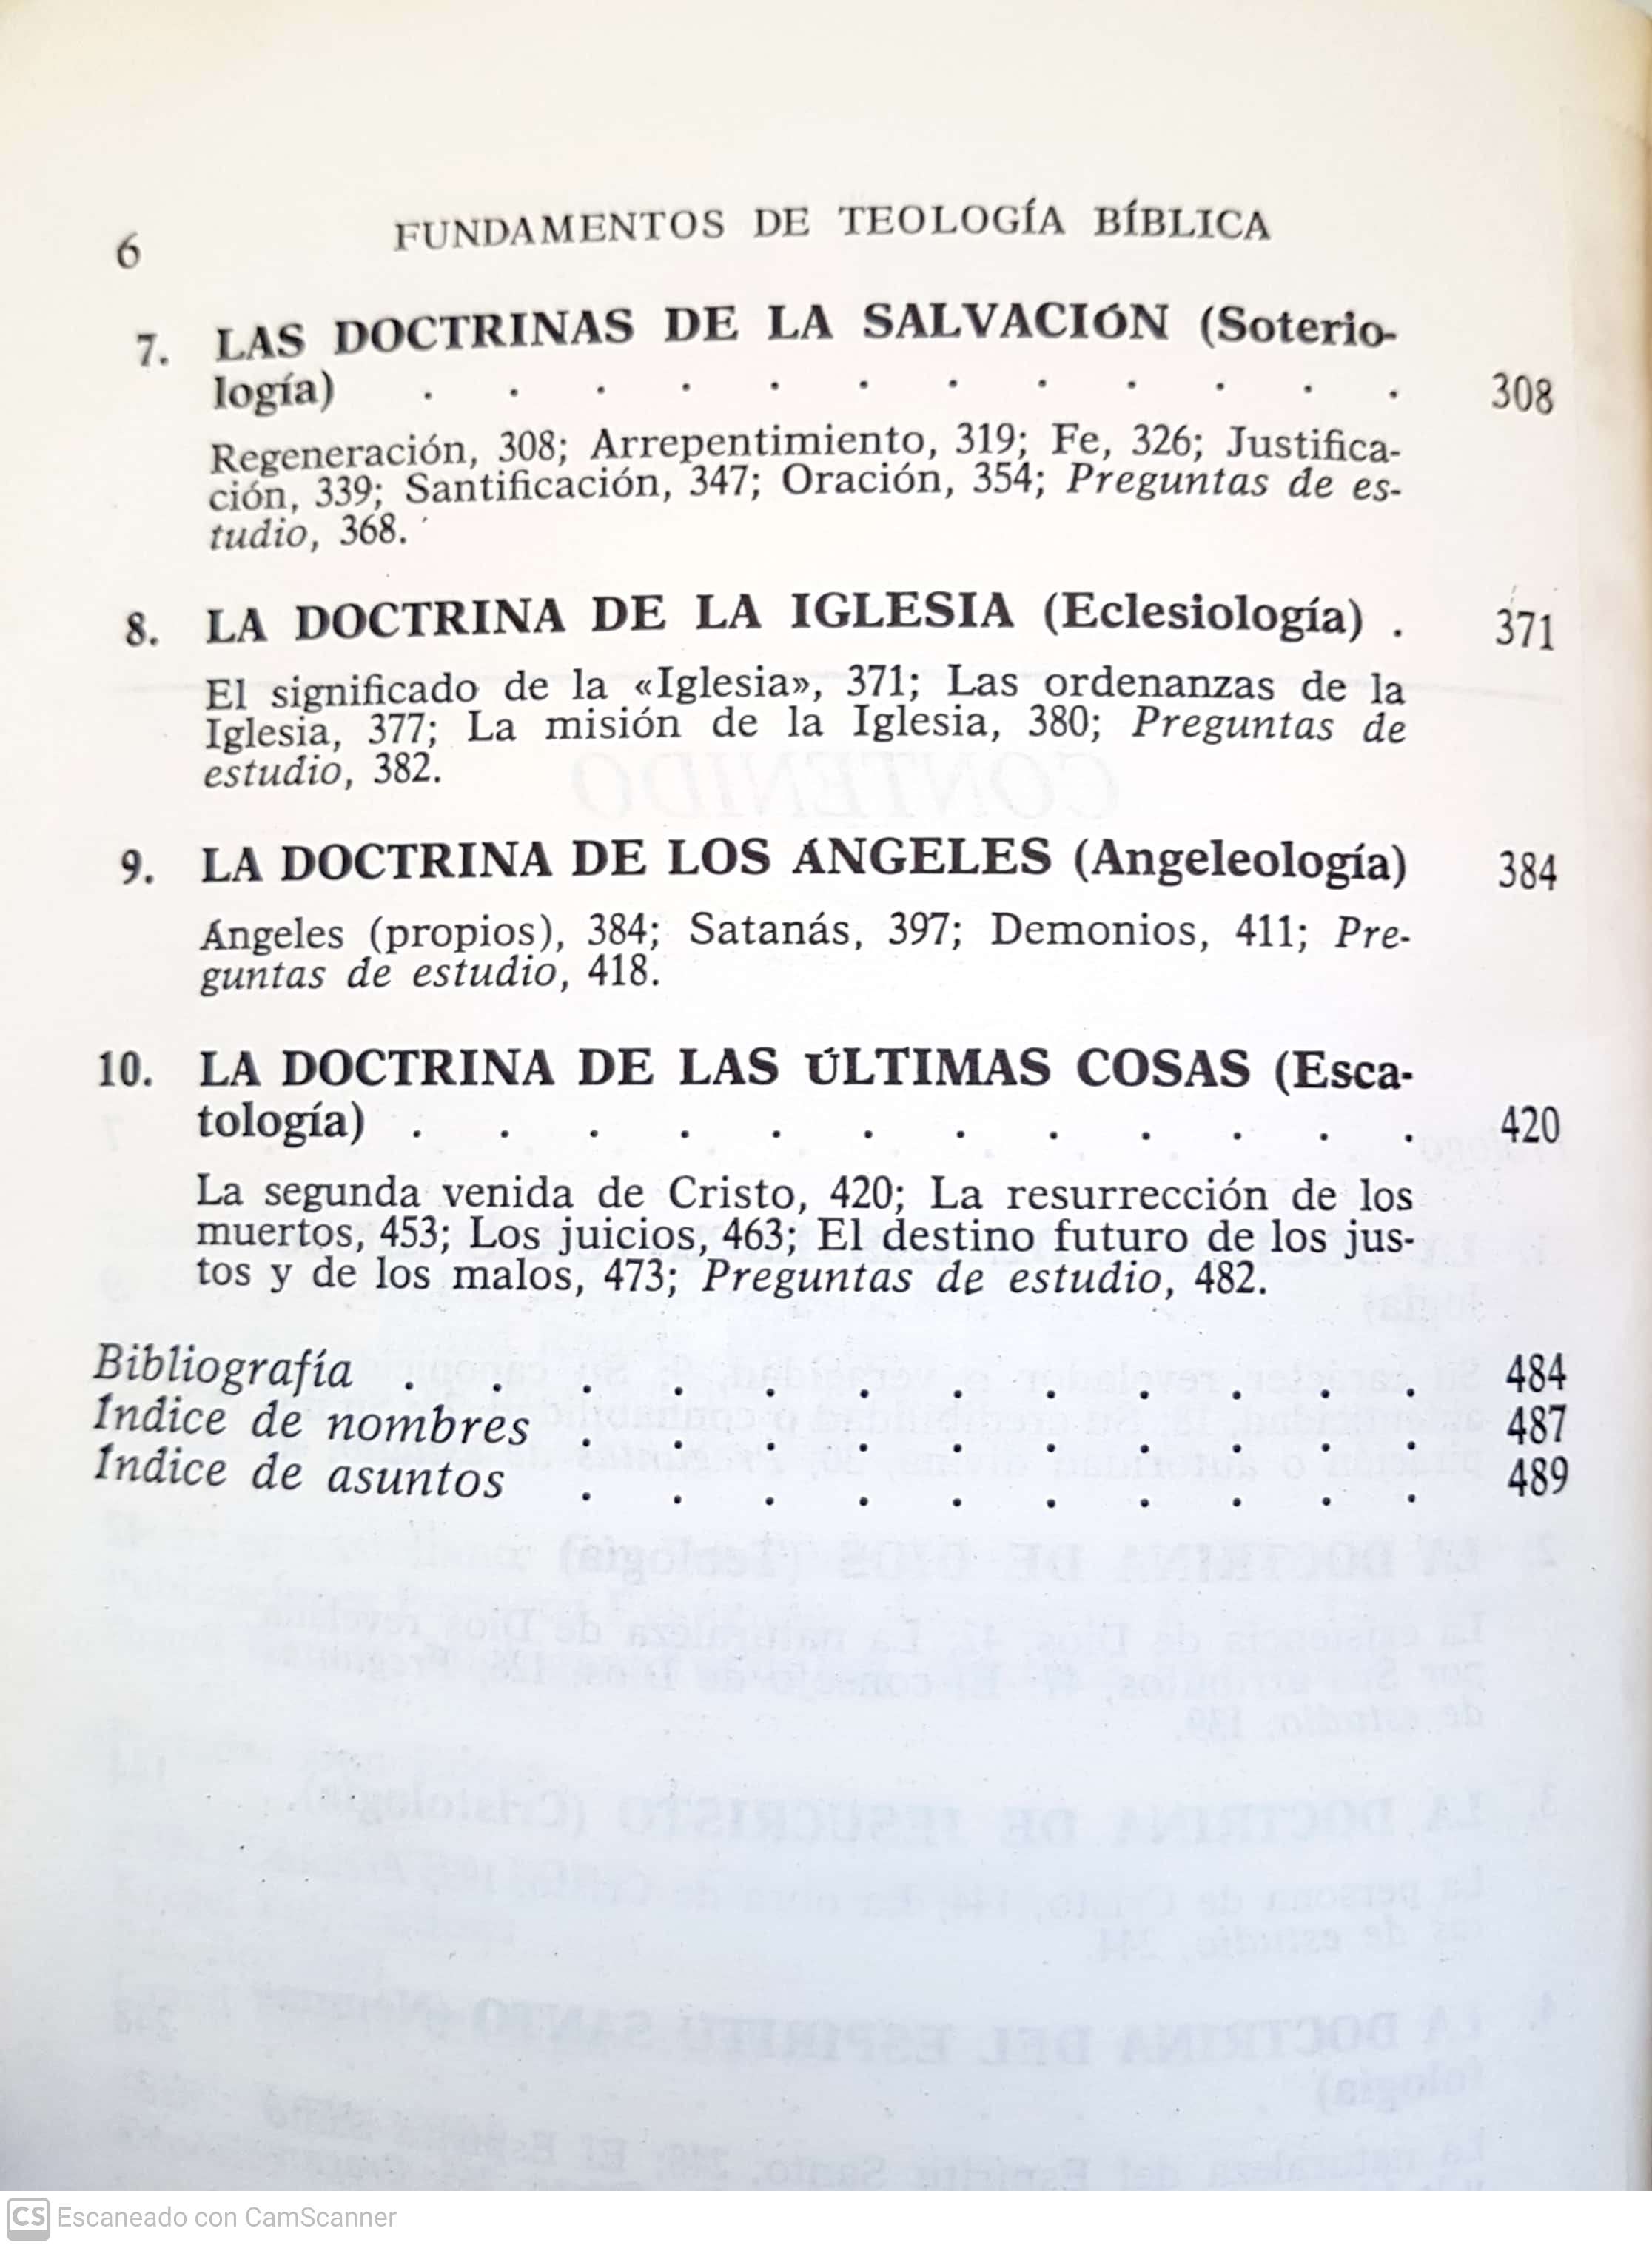 6
FUNDAMENTOS DE TEOLOGÍA BÍBLICA
7. LAS DOCTRINAS DE LA SALVACIÓN (Soterio-
logía) . . . . . . . . . . . . 308
Regeneración, 308; Arrepentimiento, 319; Fe, 326; Justifica-
ción, 339; Santificación, 347; Oración, 354; Preguntas de es-
tudio, 368.
8. LA DOCTRINA DE LA IGLESIA (Eclesiología) . 371
El significado de la «Iglesia», 371; Las ordenanzas de la
Iglesia, 377; La misión de la Iglesia, 380; Preguntas de
estudio, 382.
9. LA DOCTRINA DE LOS ÁNGELES (Angeleología) 384
Ángeles (propios), 384; Satanás, 397; Demonios, 411; Pre-
guntas de estudio, 418.
10. LA DOCTRINA DE LAS ÚLTIMAS COSAS (Esca-
tología) . . . . . . . . . . . . 420
La segunda venida de Cristo, 420; La resurrección de los
muertos, 453; Los juicios, 463; El destino futuro de los jus-
tos y de los malos, 473; Preguntas de estudio, 482.
Bibliografía . . . . . . . . . . . . 484
Índice de nombres . . . . . . . . . . 487
Índice de asuntos . . . . . . . . . . 489
CS Escaneado con CamScanner